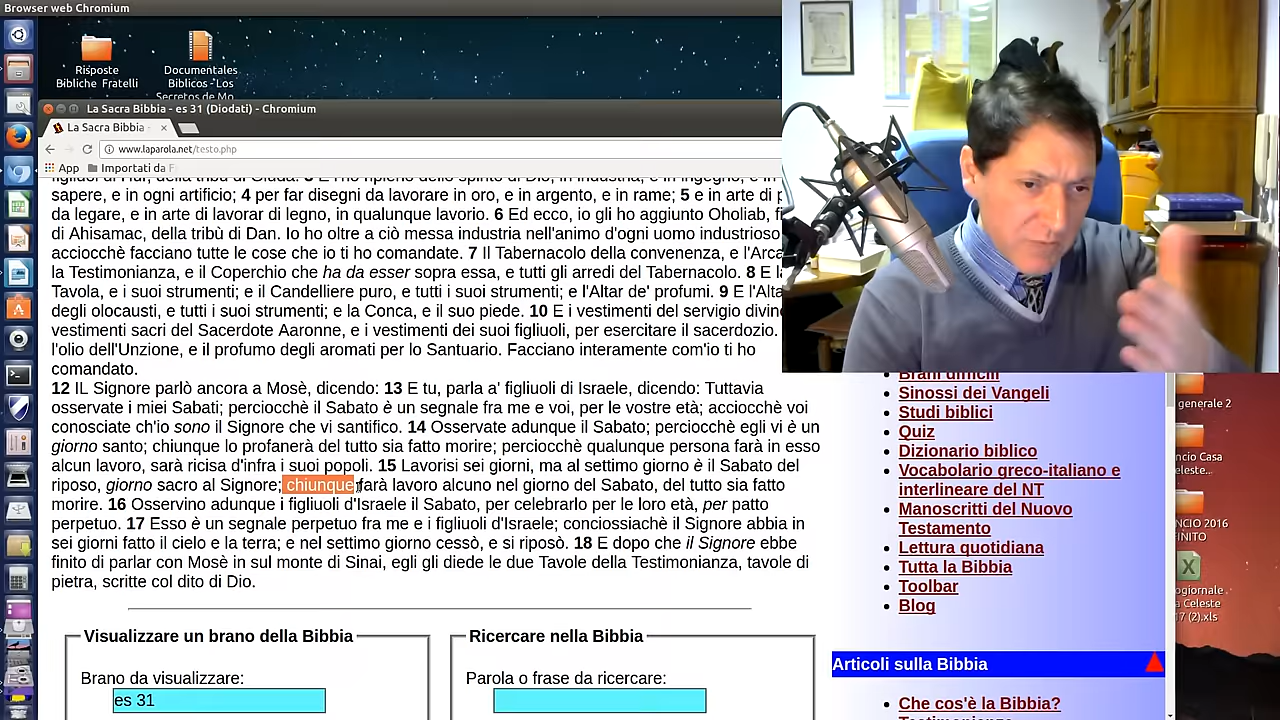 Browser web Chromium
Risposte
Bibliche Fratelli
Documentales
Biblicos - Los
Secretos de Mo
La Sacra Bibbia - es 31 (Diodati) - Chromium
La Sacra Bibbia -
www.laparola.net/testo.php
App
Importati da F
sapere, e in ogni artificio; 4 per far disegni da lavorare in oro, e in argento, e in rame; 5 e in arte di p
da legare, e in arte di lavorar di legno, in qualunque lavorio. 6 Ed ecco, io gli ho aggiunto Oholiab, fi
di Ahisamac, della tribù di Dan. Io ho oltre a ciò messa industria nell'animo d'ogni uomo industrioso
acciocchè facciano tutte le cose che io ti ho comandate. 7 Il Tabernacolo della convenenza, e l'Arca
la Testimonianza, e il Coperchio che ha da esser sopra essa, e tutti gli arredi del Tabernacolo. 8 E la
Tavola, e i suoi strumenti; e il Candelliere puro, e tutti i suoi strumenti; e l'Altar de' profumi. 9 E l'Alta
degli olocausti, e tutti i suoi strumenti; e la Conca, e il suo piede. 10 E i vestimenti del servigio divino
vestimenti sacri del Sacerdote Aaronne, e i vestimenti dei suoi figliuoli, per esercitare il sacerdozio.
l'olio dell'Unzione, e il profumo degli aromati per lo Santuario. Facciano interamente com'io ti ho
comandato.
12 IL Signore parlò ancora a Mosè, dicendo: 13 E tu, parla a' figliuoli di Israele, dicendo: Tuttavia
osservate i miei Sabati; perciocchè il Sabato è un segnale fra me e voi, per le vostre età; acciocchè voi
conosciate ch'io sono il Signore che vi santifico. 14 Osservate adunque il Sabato; perciocchè egli vi è un
giorno santo; chiunque lo profanerà del tutto sia fatto morire; perciocchè qualunque persona farà in esso
alcun lavoro, sarà ricisa d'infra i suoi popoli. 15 Lavorisi sei giorni, ma al settimo giorno è il Sabato del
riposo, giorno sacro al Signore; chiunque farà lavoro alcuno nel giorno del Sabato, del tutto sia fatto
morire. 16 Osservino adunque i figliuoli d'Israele il Sabato, per celebrarlo per le loro età, per patto
perpetuo. 17 Esso è un segnale perpetuo fra me e i figliuoli d'Israele; conciossiachè il Signore abbia in
sei giorni fatto il cielo e la terra; e nel settimo giorno cessò, e si riposò. 18 E dopo che il Signore ebbe
finito di parlar con Mosè in sul monte di Sinai, egli gli diede le due Tavole della Testimonianza, tavole di
pietra, scritte col dito di Dio.
Visualizzare un brano della Bibbia
Brano da visualizzare:
es 31
Ricercare nella Bibbia
Parola o frase da ricercare:
Brani difficili
Sinossi dei Vangeli
Studi biblici
Quiz
Dizionario biblico
Vocabolario greco-italiano e
interlineare del NT
Manoscritti del Nuovo
Testamento
Lettura quotidiana
Tutta la Bibbia
Toolbar
Blog
Articoli sulla Bibbia
Che cos'è la Bibbia?
generale 2
ncio Casa
eleste...
NCIO 2016
FINITO
ogiornale
a Celeste
17 (2).xls